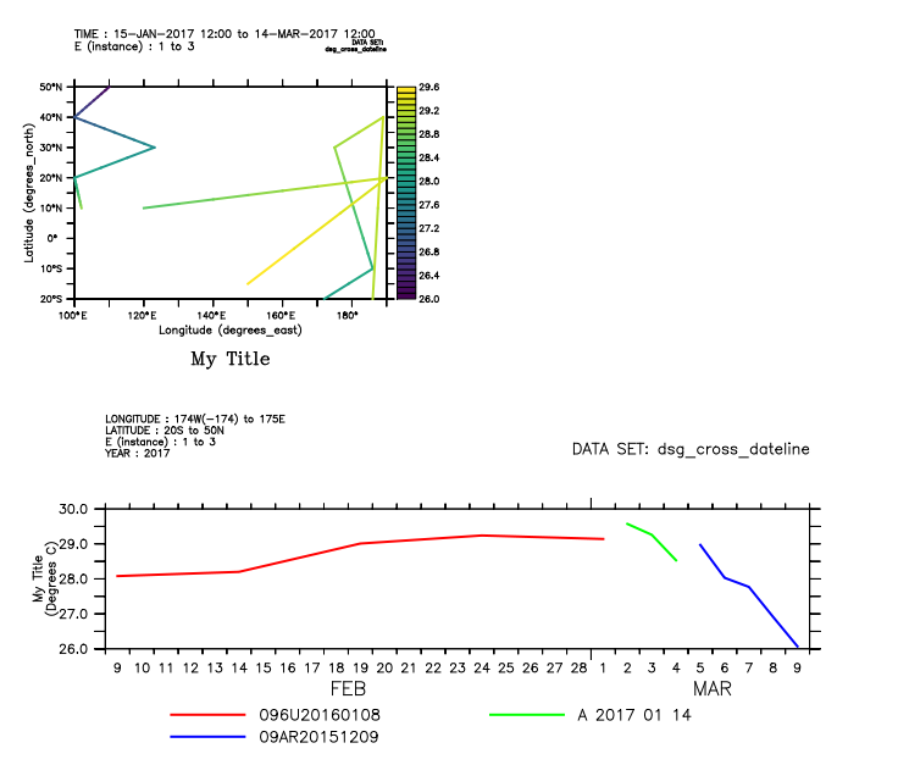 TIME : 15-JAN-2017 12:00 to 14-MAR-2017 12:00
E (instance) : 1 to 3
DATA SET:
dsg_cross_dateline
50°N
40°N
30°N
20°N
10°N
0°
10°S
20°S
Latitude (degrees_north)
100°E 120°E 140°E 160°E 180°
Longitude (degrees_east)
29.6
29.2
28.8
28.4
28.0
27.6
27.2
26.8
26.4
26.0
My Title
LONGITUDE : 174W(-174) to 175E
LATITUDE : 20S to 50N
E (instance) : 1 to 3
YEAR : 2017
DATA SET: dsg_cross_dateline
30.0
29.0
28.0
27.0
26.0
My Title
(Degrees C)
9 10 11 12 13 14 15 16 17 18 19 20 21 22 23 24 25 26 27 28 1 2 3 4 5 6 7 8 9
FEB MAR
096U20160108 A 2017 01 14
09AR20151209